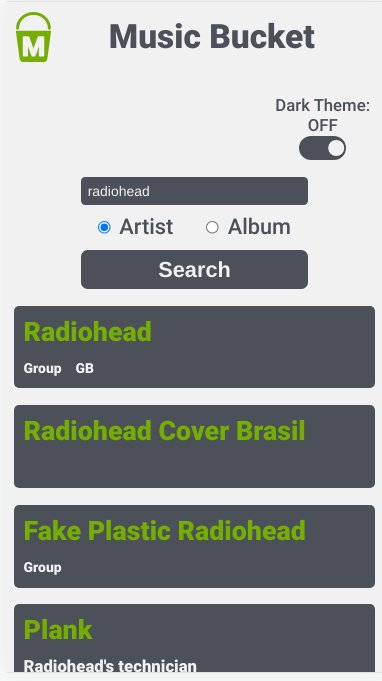 M
Music Bucket
Dark Theme:
OFF
radiohead
Artist Album
Search
Radiohead
Group GB
Radiohead Cover Brasil
Fake Plastic Radiohead
Group
Plank
Radiohead's technician